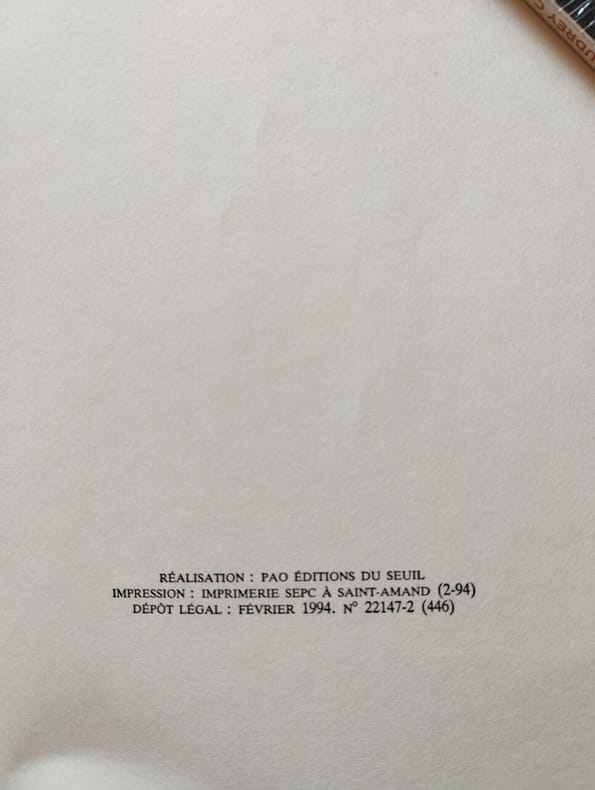 UDREY C
RÉALISATION : PAO ÉDITIONS DU SEUIL
IMPRESSION : IMPRIMERIE SEPC À SAINT-AMAND (2-94)
DÉPÔT LÉGAL : FÉVRIER 1994. N° 22147-2 (446)